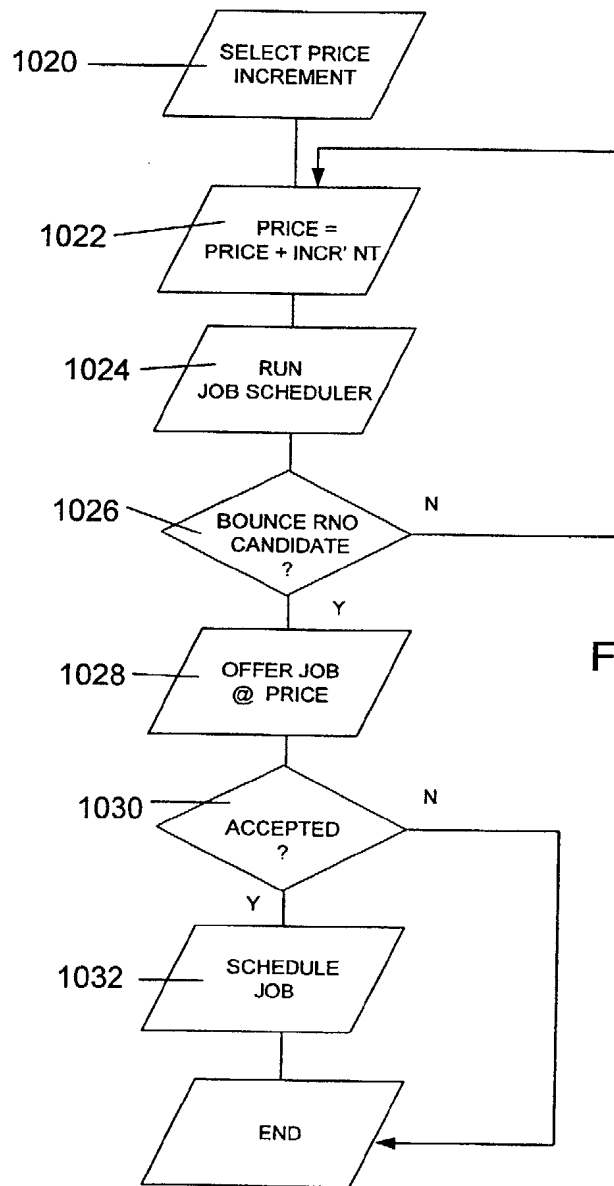 1020
SELECT PRICE
INCREMENT
1022
PRICE =
PRICE + INCR' NT
1024
RUN
JOB SCHEDULER
1026
BOUNCE RNO
CANDIDATE
?
N
Y
1028
OFFER JOB
@ PRICE
F
1030
ACCEPTED
?
N
Y
1032
SCHEDULE
JOB
END